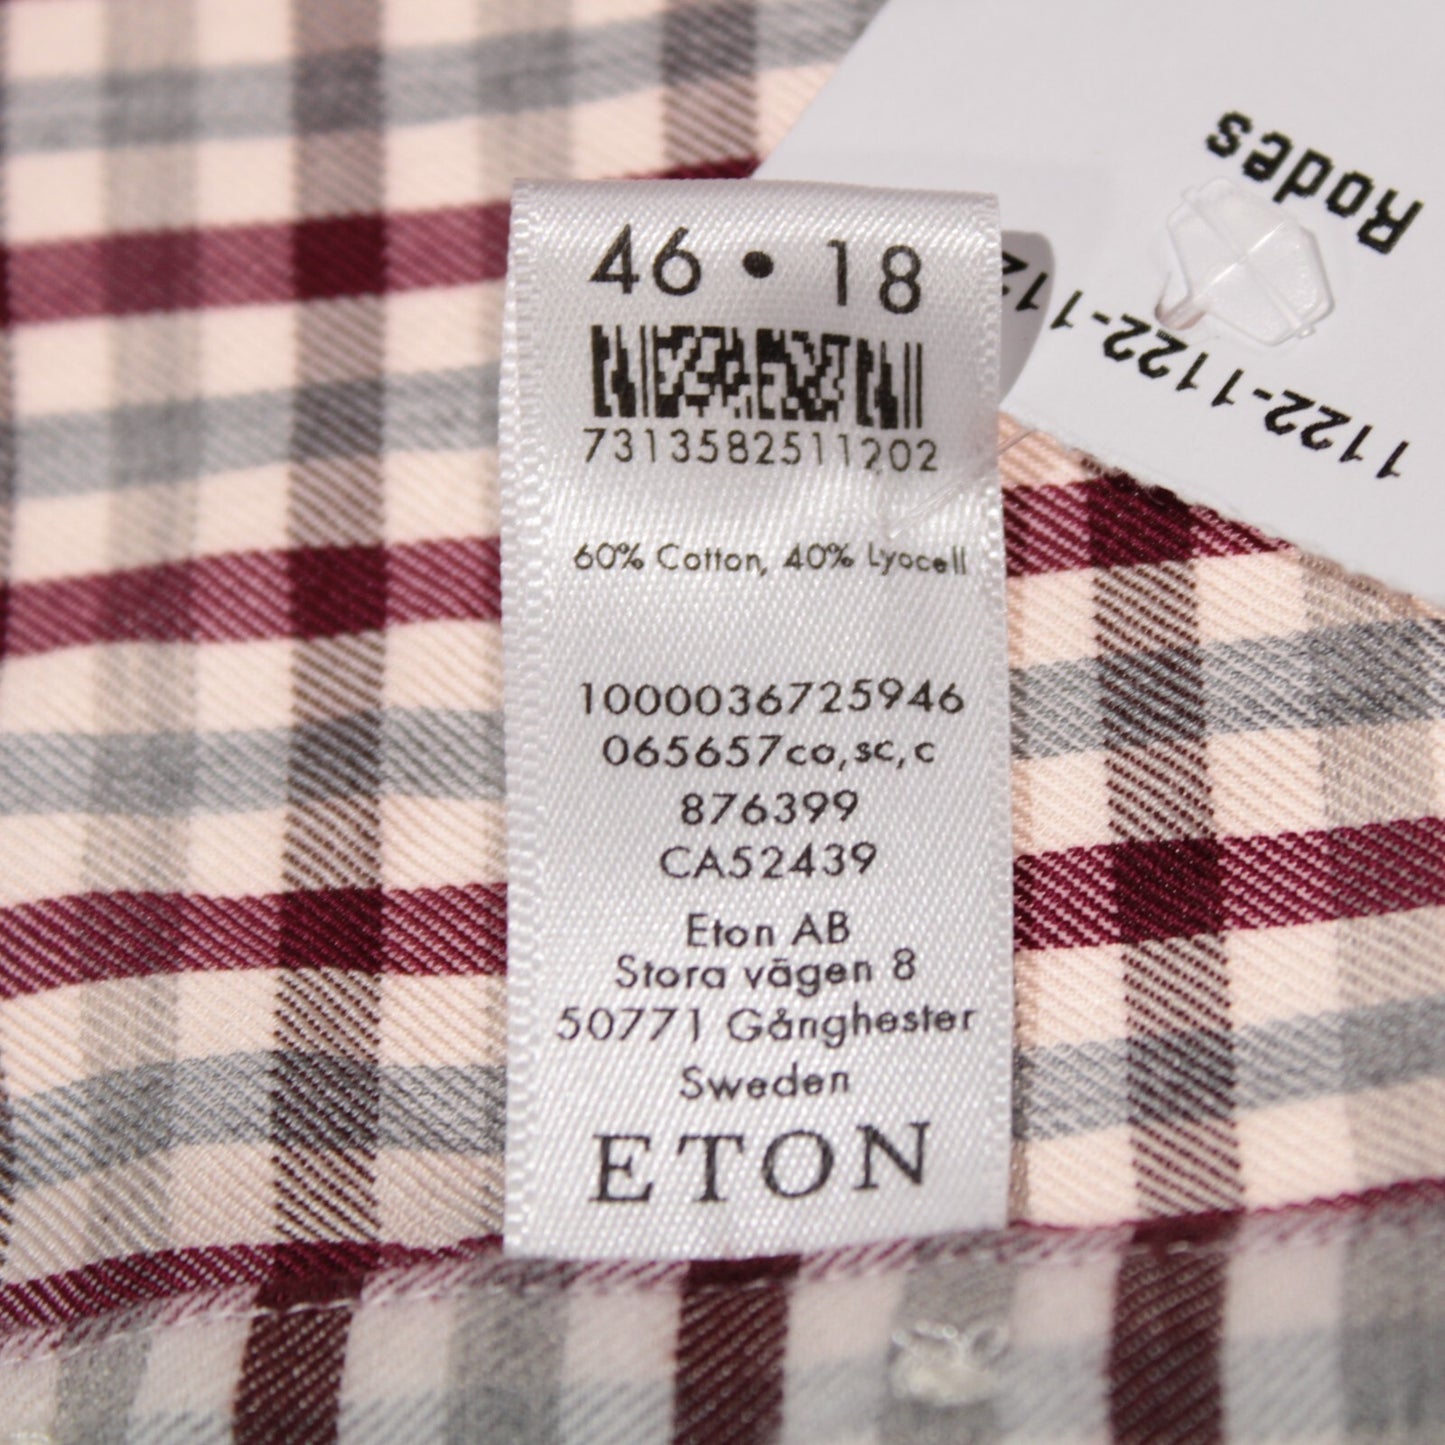 46 • 18
7313582511202
60% Cotton, 40% Lyocell
1000036725946
065657co,sc,c
876399
CA52439
Eton AB
Stora vägen 8
50771 Gånghester
Sweden
ETON
Rodes
1122-1122-112